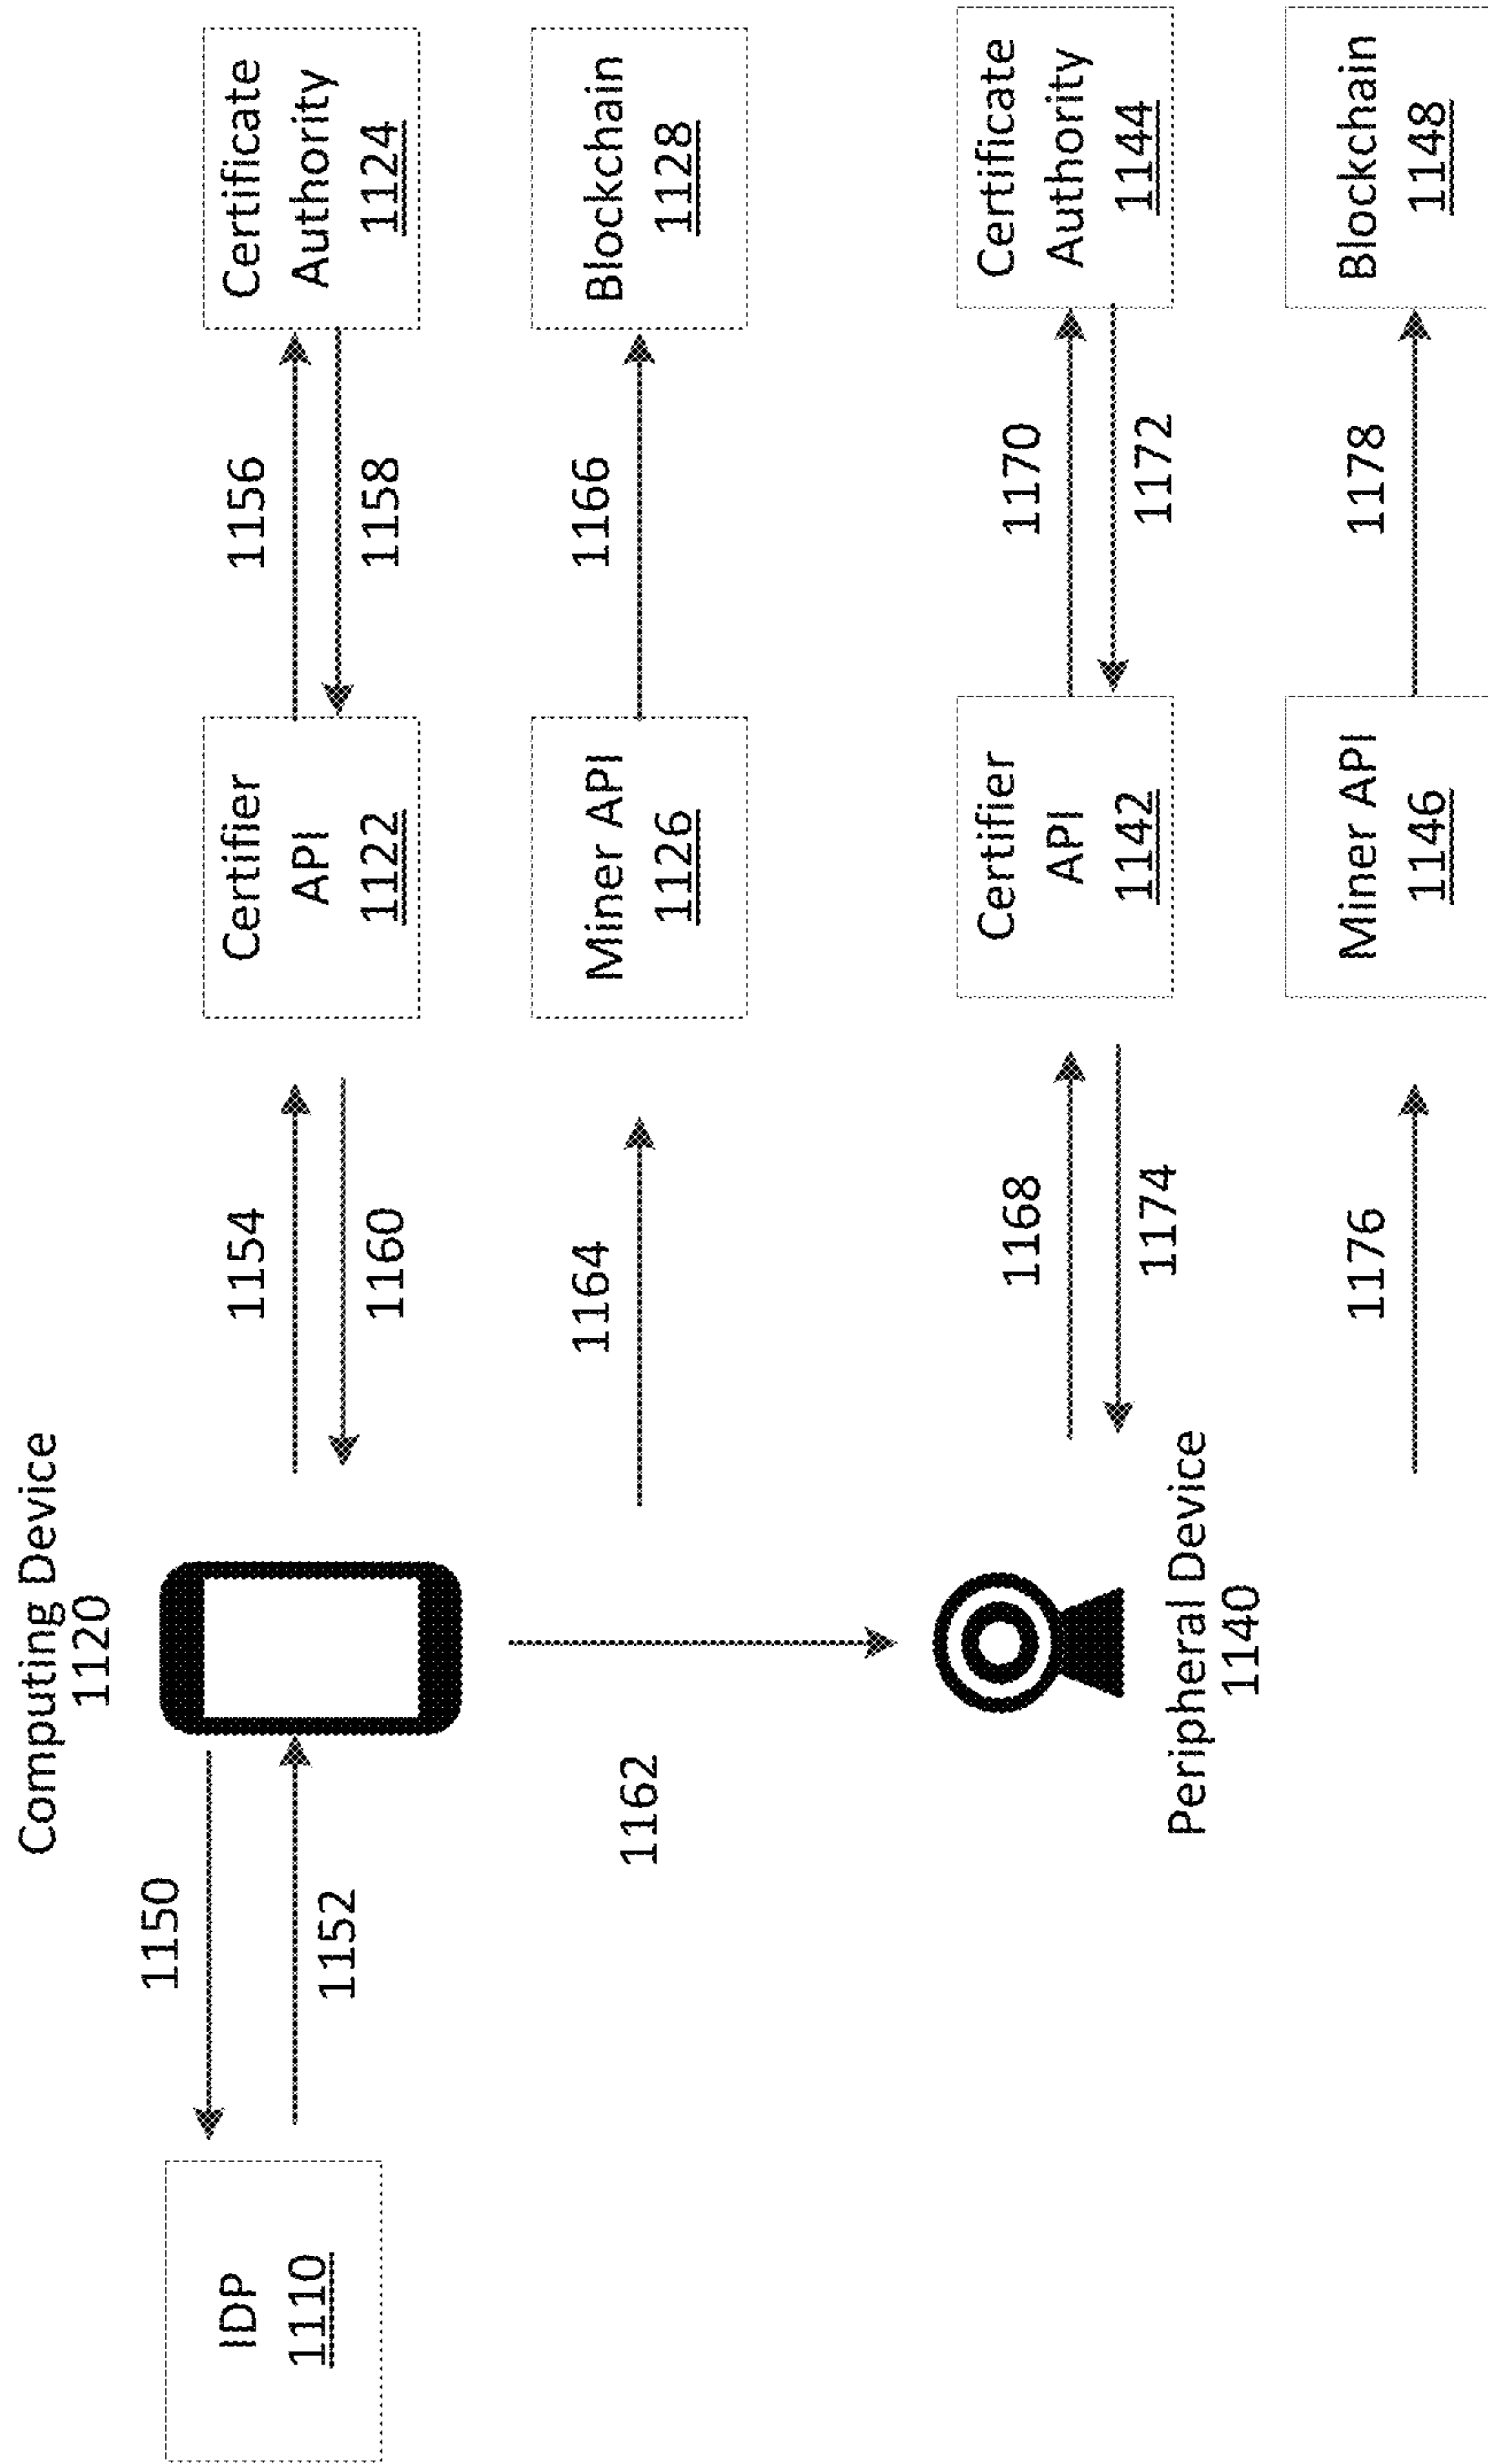 Computing Device
1120
IDP
1110
1150
1152
1154
1160
Certifier
API
1122
1156
1158
Certificate
Authority
1124
1162
1164
Miner API
1126
1166
Blockchain
1128
Peripheral Device
1140
1168
1174
Certifier
API
1142
1170
1172
Certificate
Authority
1144
1176
Miner API
1146
1178
Blockchain
1148